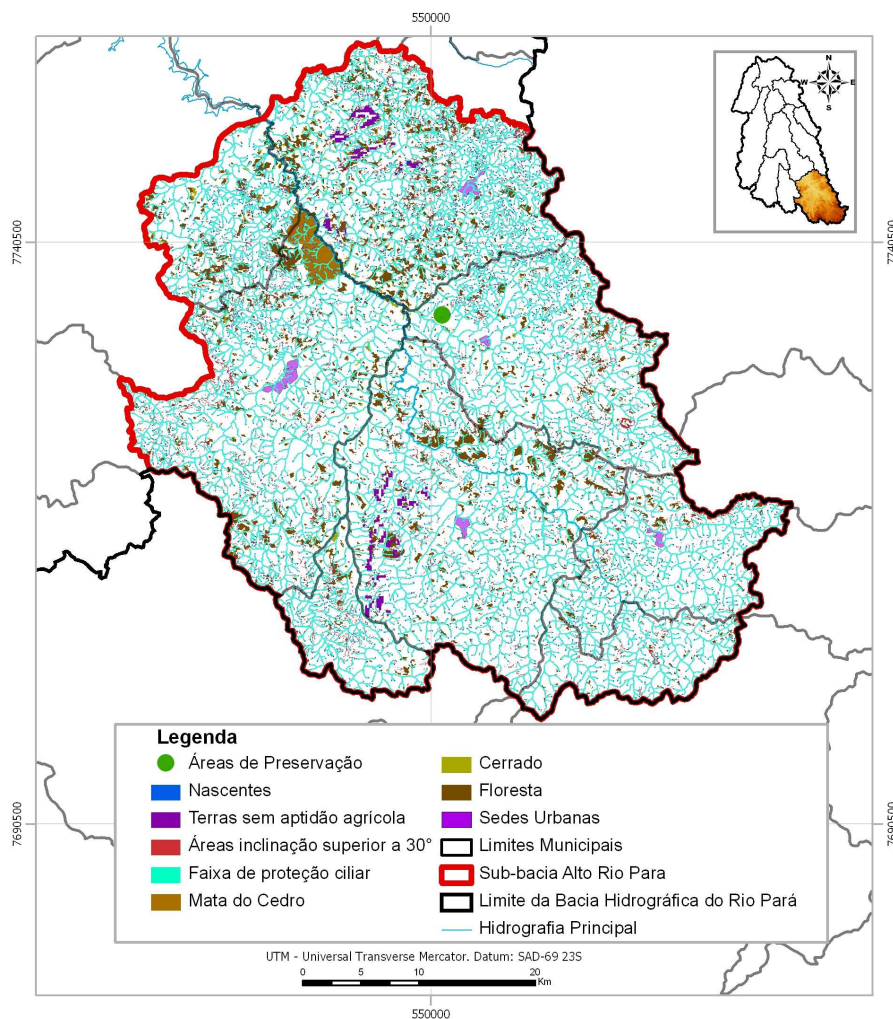 550000
N
W E
S
7740500
7740500
Legenda
Áreas de Preservação
Nascentes
Terras sem aptidão agrícola
Áreas inclinação superior a 30°
Faixa de proteção ciliar
Mata do Cedro
Cerrado
Floresta
Sedes Urbanas
Limites Municipais
Sub-bacia Alto Rio Para
Limite da Bacia Hidrográfica do Rio Pará
Hidrografia Principal
7690500
7690500
UTM - Universal Transverse Mercator. Datum: SAD-69 23S
0 5 10 20
Km
550000